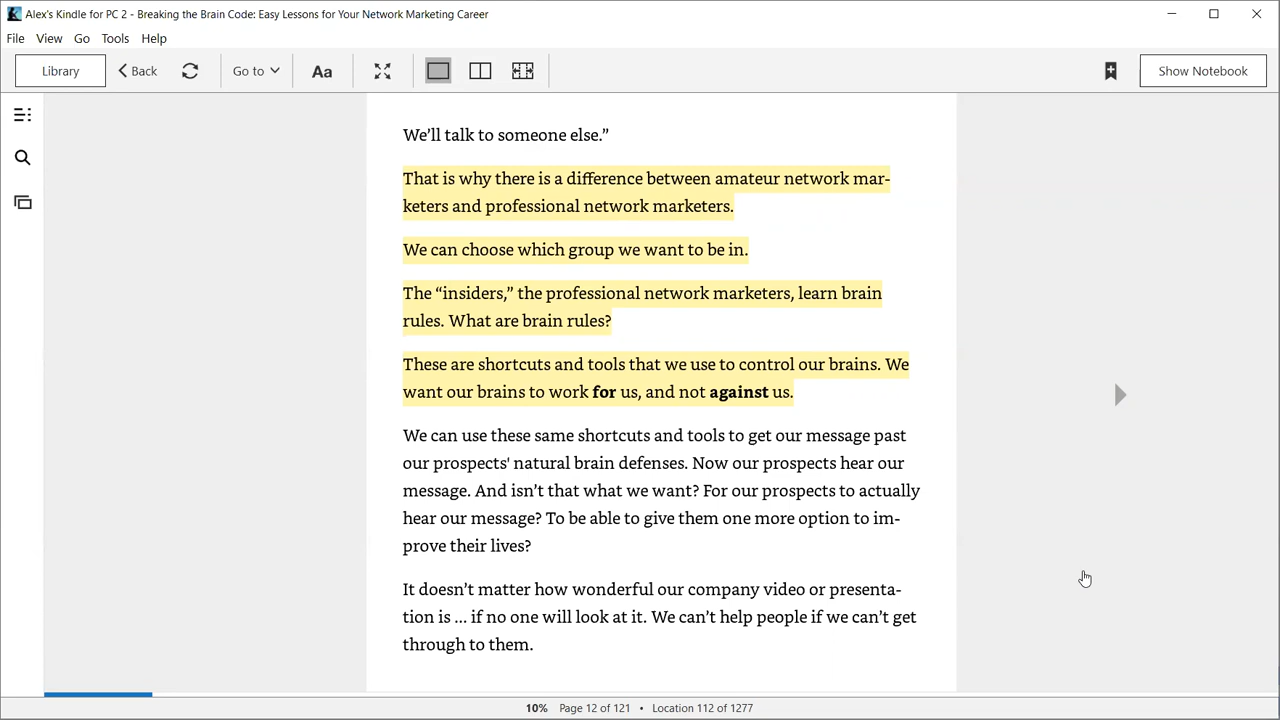 Alex's Kindle for PC 2 - Breaking the Brain Code: Easy Lessons for Your Network Marketing Career
File View Go Tools Help
Library Back Go to Aa Show Notebook
We’ll talk to someone else.”
That is why there is a difference between amateur network mar-
keters and professional network marketers.
We can choose which group we want to be in.
The “insiders,” the professional network marketers, learn brain
rules. What are brain rules?
These are shortcuts and tools that we use to control our brains. We
want our brains to work for us, and not against us.
We can use these same shortcuts and tools to get our message past
our prospects' natural brain defenses. Now our prospects hear our
message. And isn’t that what we want? For our prospects to actually
hear our message? To be able to give them one more option to im-
prove their lives?
It doesn’t matter how wonderful our company video or presenta-
tion is ... if no one will look at it. We can’t help people if we can’t get
through to them.
10% Page 12 of 121 • Location 112 of 1277